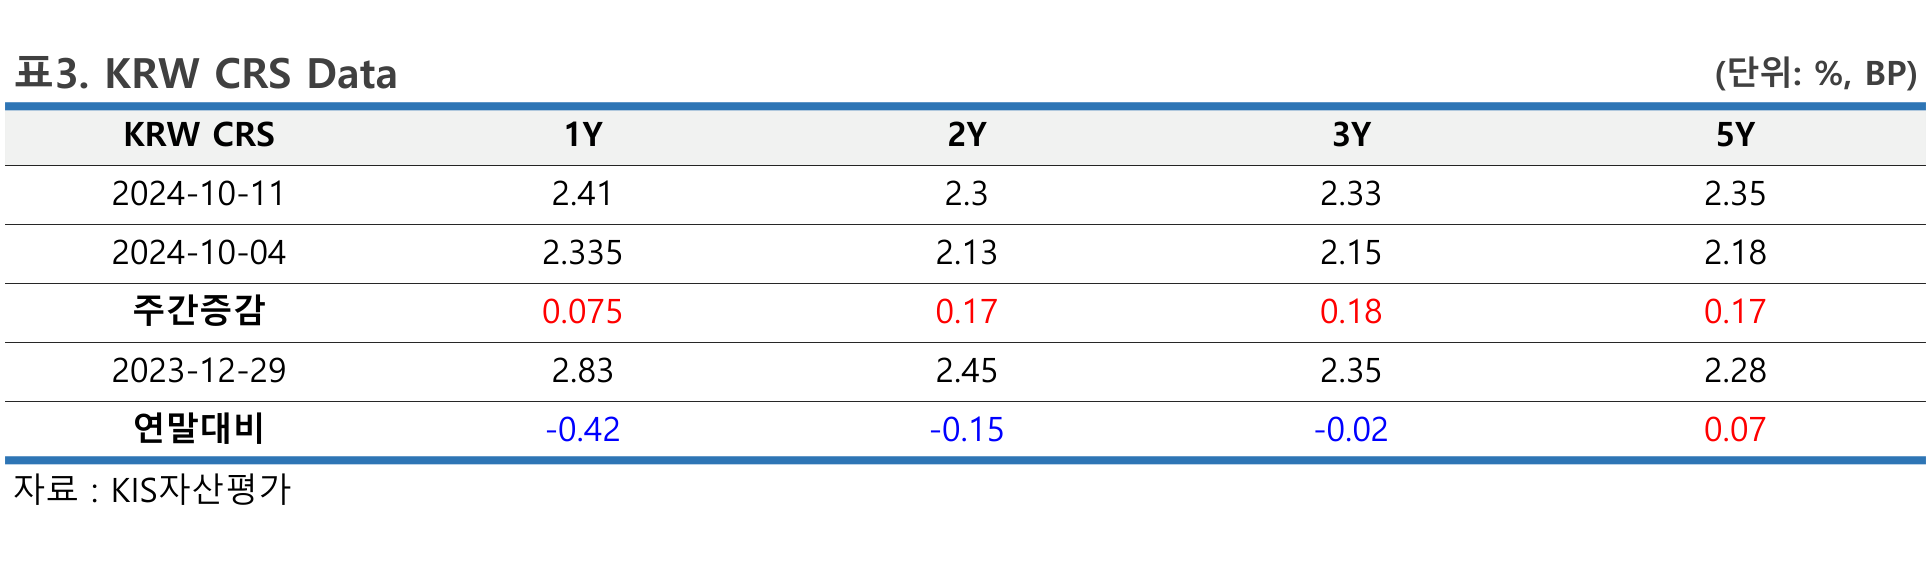 표3. KRW CRS Data (단위: %, BP)
KRW CRS 1Y 2Y 3Y 5Y
2024-10-11 2.41 2.3 2.33 2.35
2024-10-04 2.335 2.13 2.15 2.18
주간증감 0.075 0.17 0.18 0.17
2023-12-29 2.83 2.45 2.35 2.28
연말대비 -0.42 -0.15 -0.02 0.07
자료 : KIS자산평가